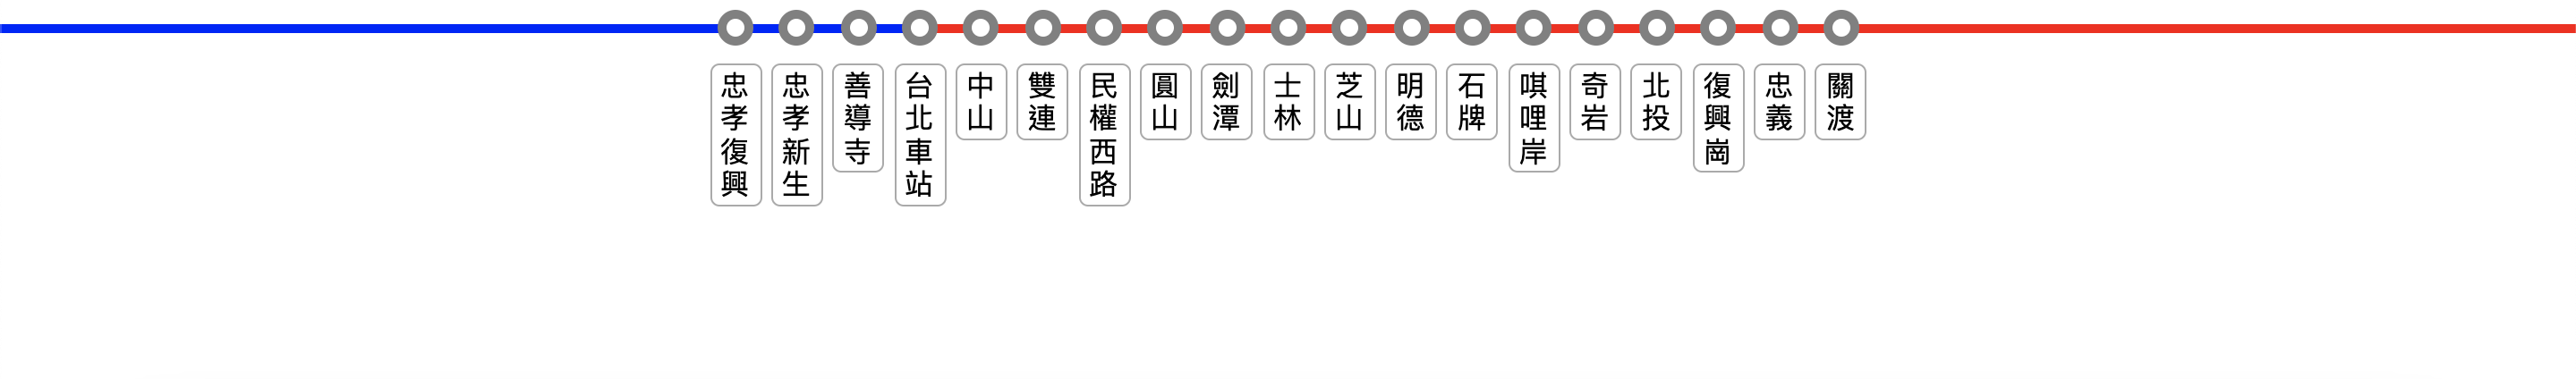 忠孝復興
忠孝新生
善導寺
台北車站
中山
雙連
民權西路
圓山
劍潭
士林
芝山
明德
石牌
唭哩岸
奇岩
北投
復興崗
忠義
關渡